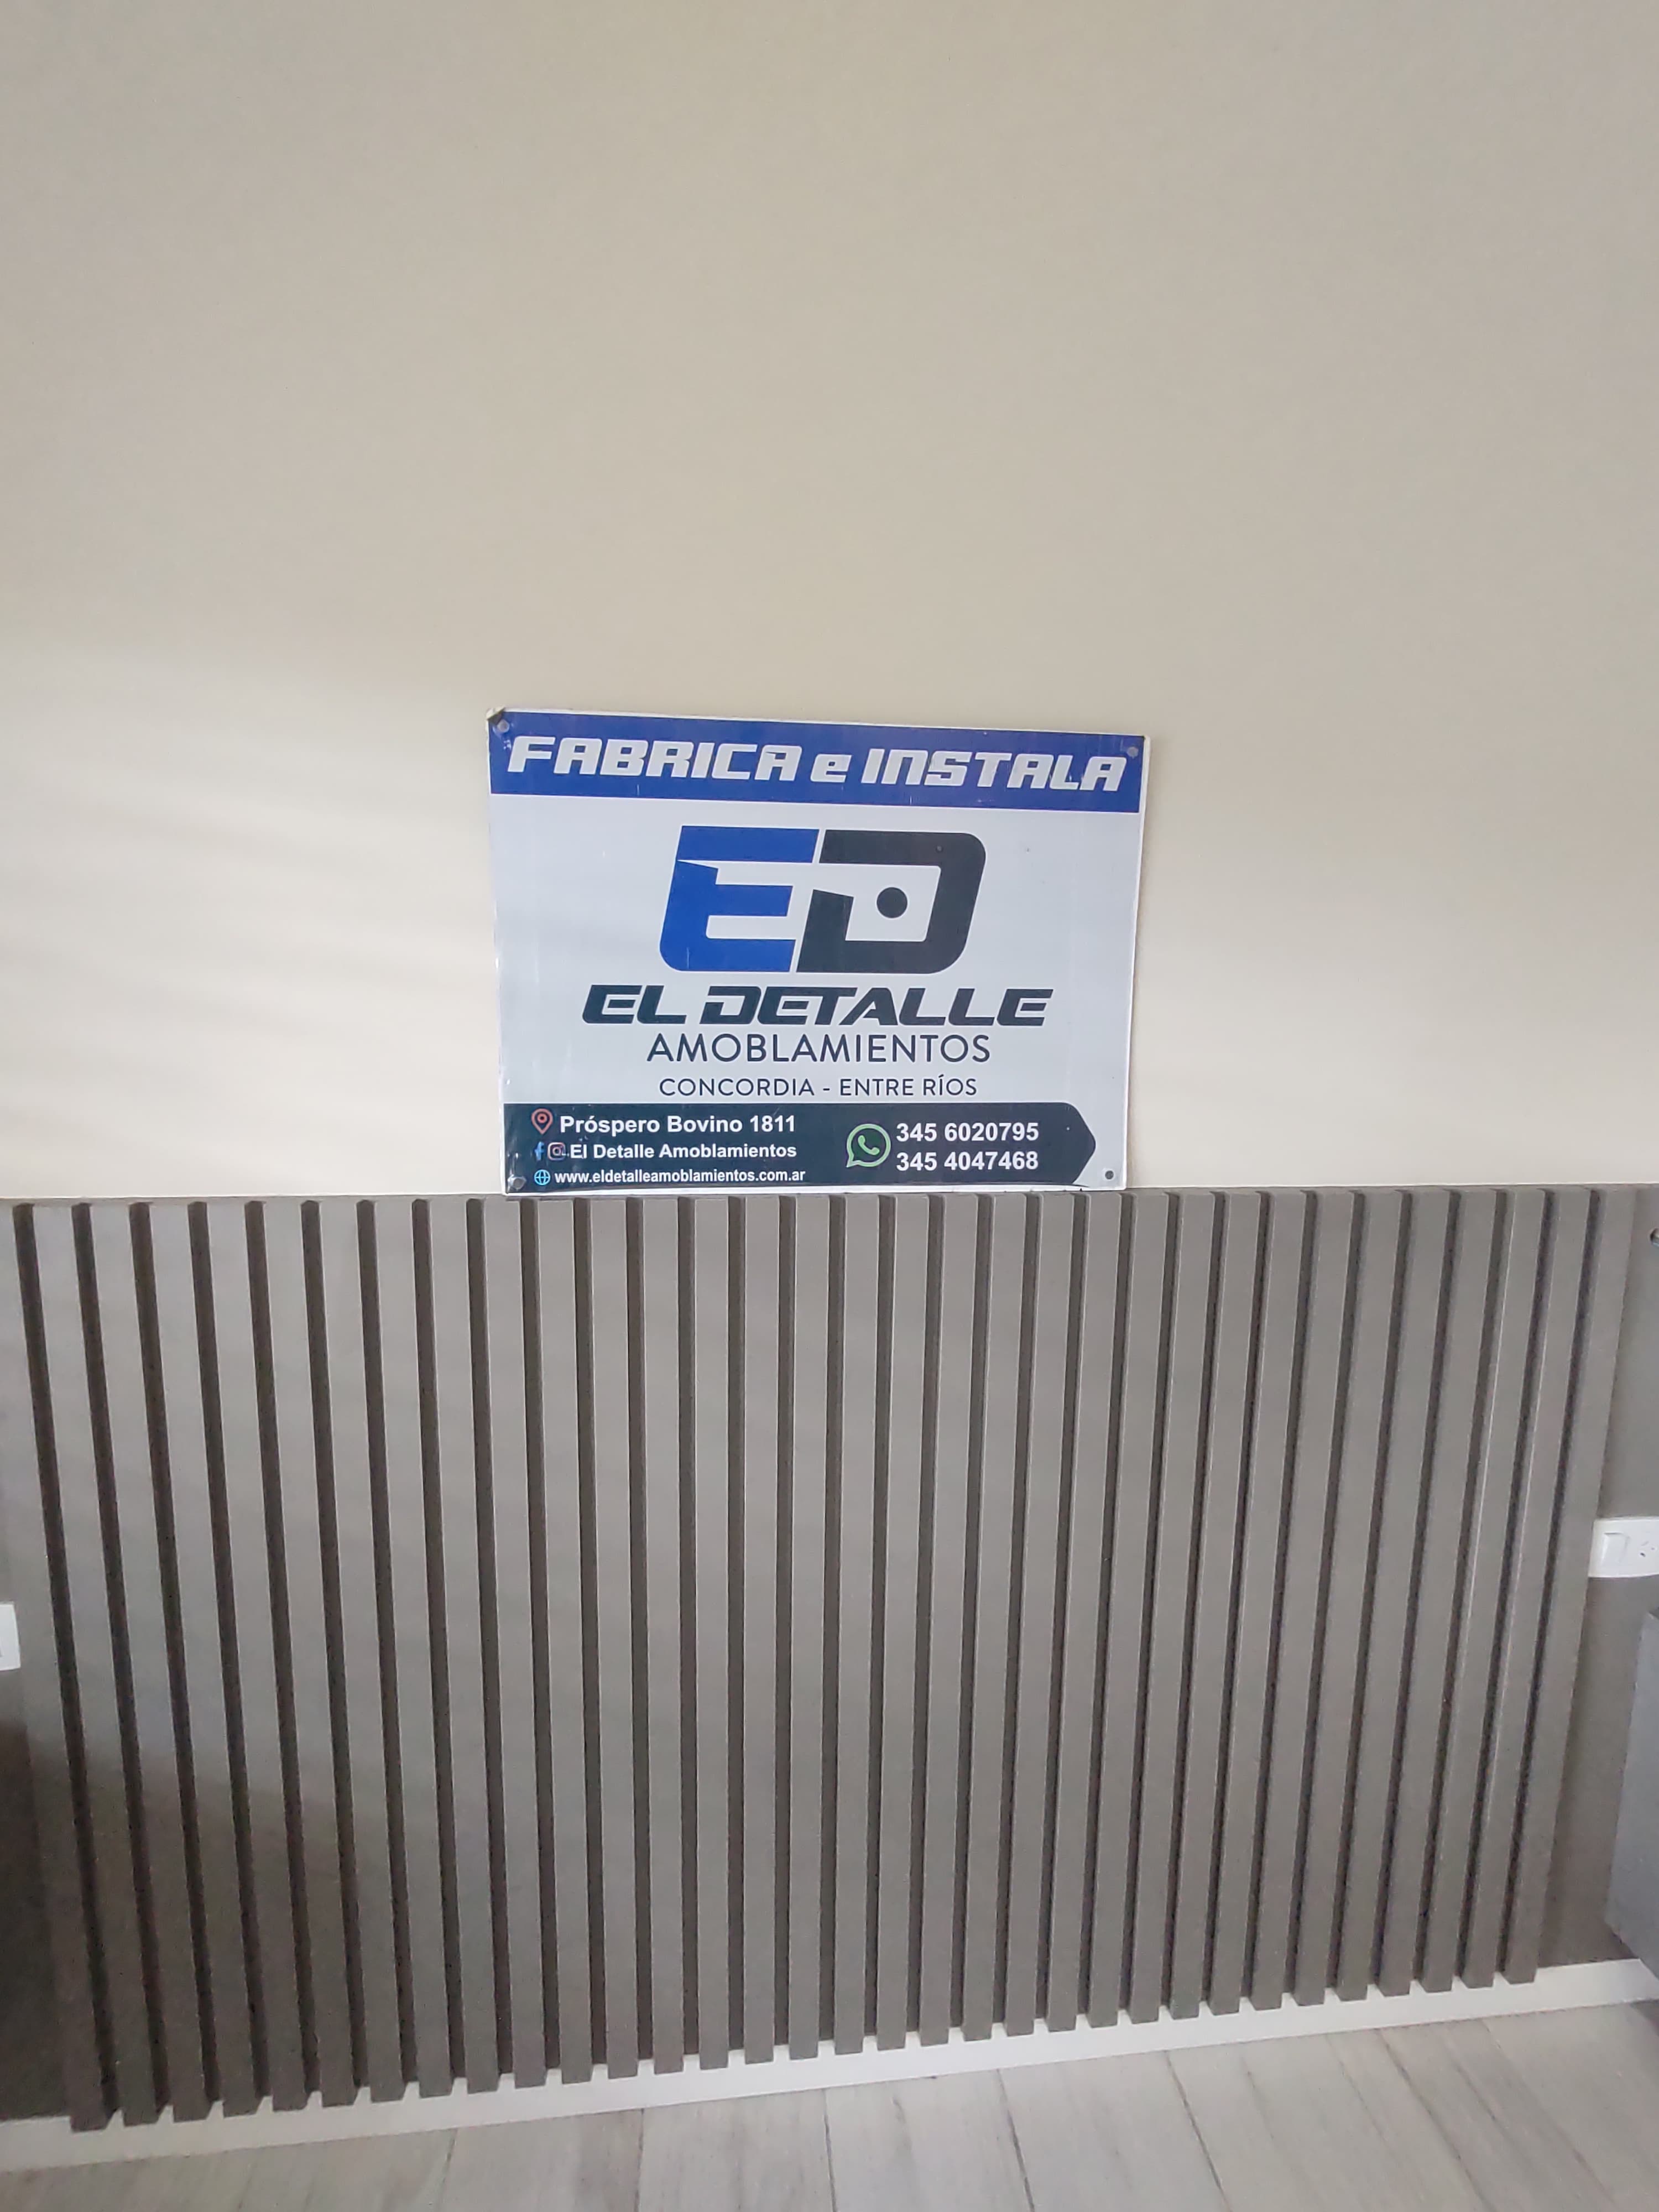 FABRICA e INSTALA
ED
EL DETALLE
AMOBLAMIENTOS
CONCORDIA - ENTRE RÍOS
Próspero Bovino 1811
El Detalle Amoblamientos
www.eldetalleamoblamientos.com.ar
345 6020795
345 4047468